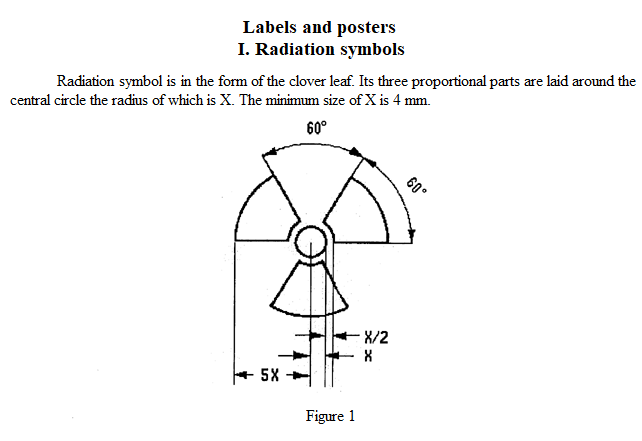 Labels and posters
I. Radiation symbols
Radiation symbol is in the form of the clover leaf. Its three proportional parts are laid around the
central circle the radius of which is X. The minimum size of X is 4 mm.
60°
60°
X/2
X
5X
Figure 1